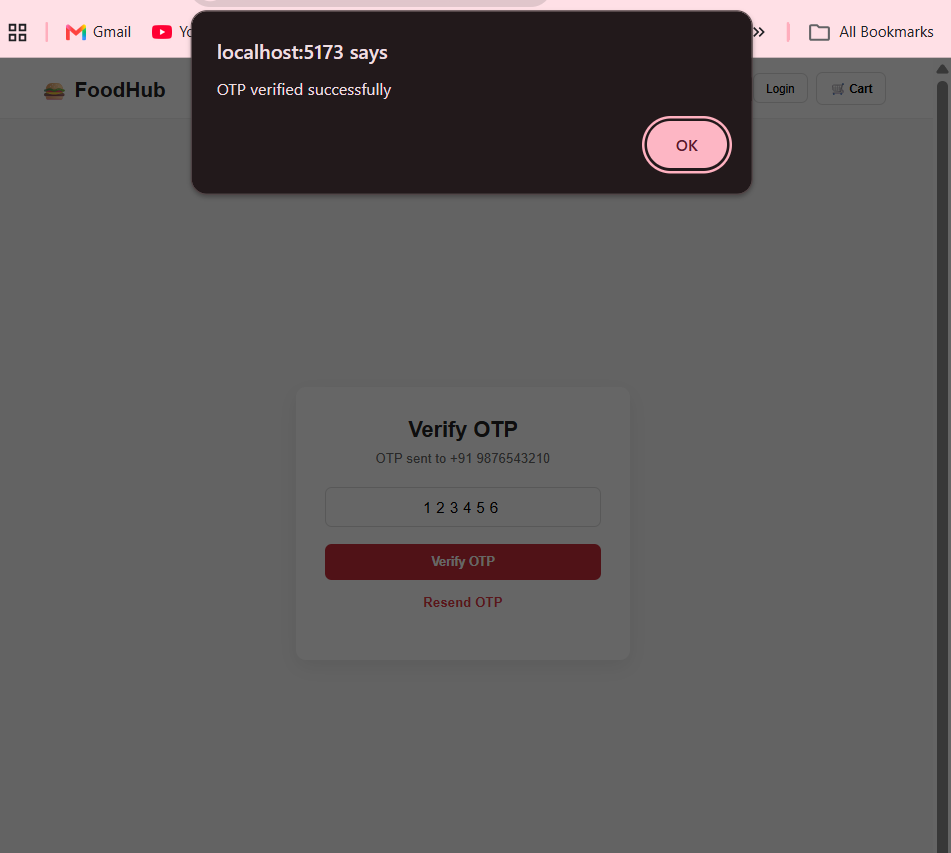 Gmail
All Bookmarks
localhost:5173 says
OTP verified successfully
OK
FoodHub
Login
Cart
Verify OTP
OTP sent to +91 9876543210
1 2 3 4 5 6
Verify OTP
Resend OTP